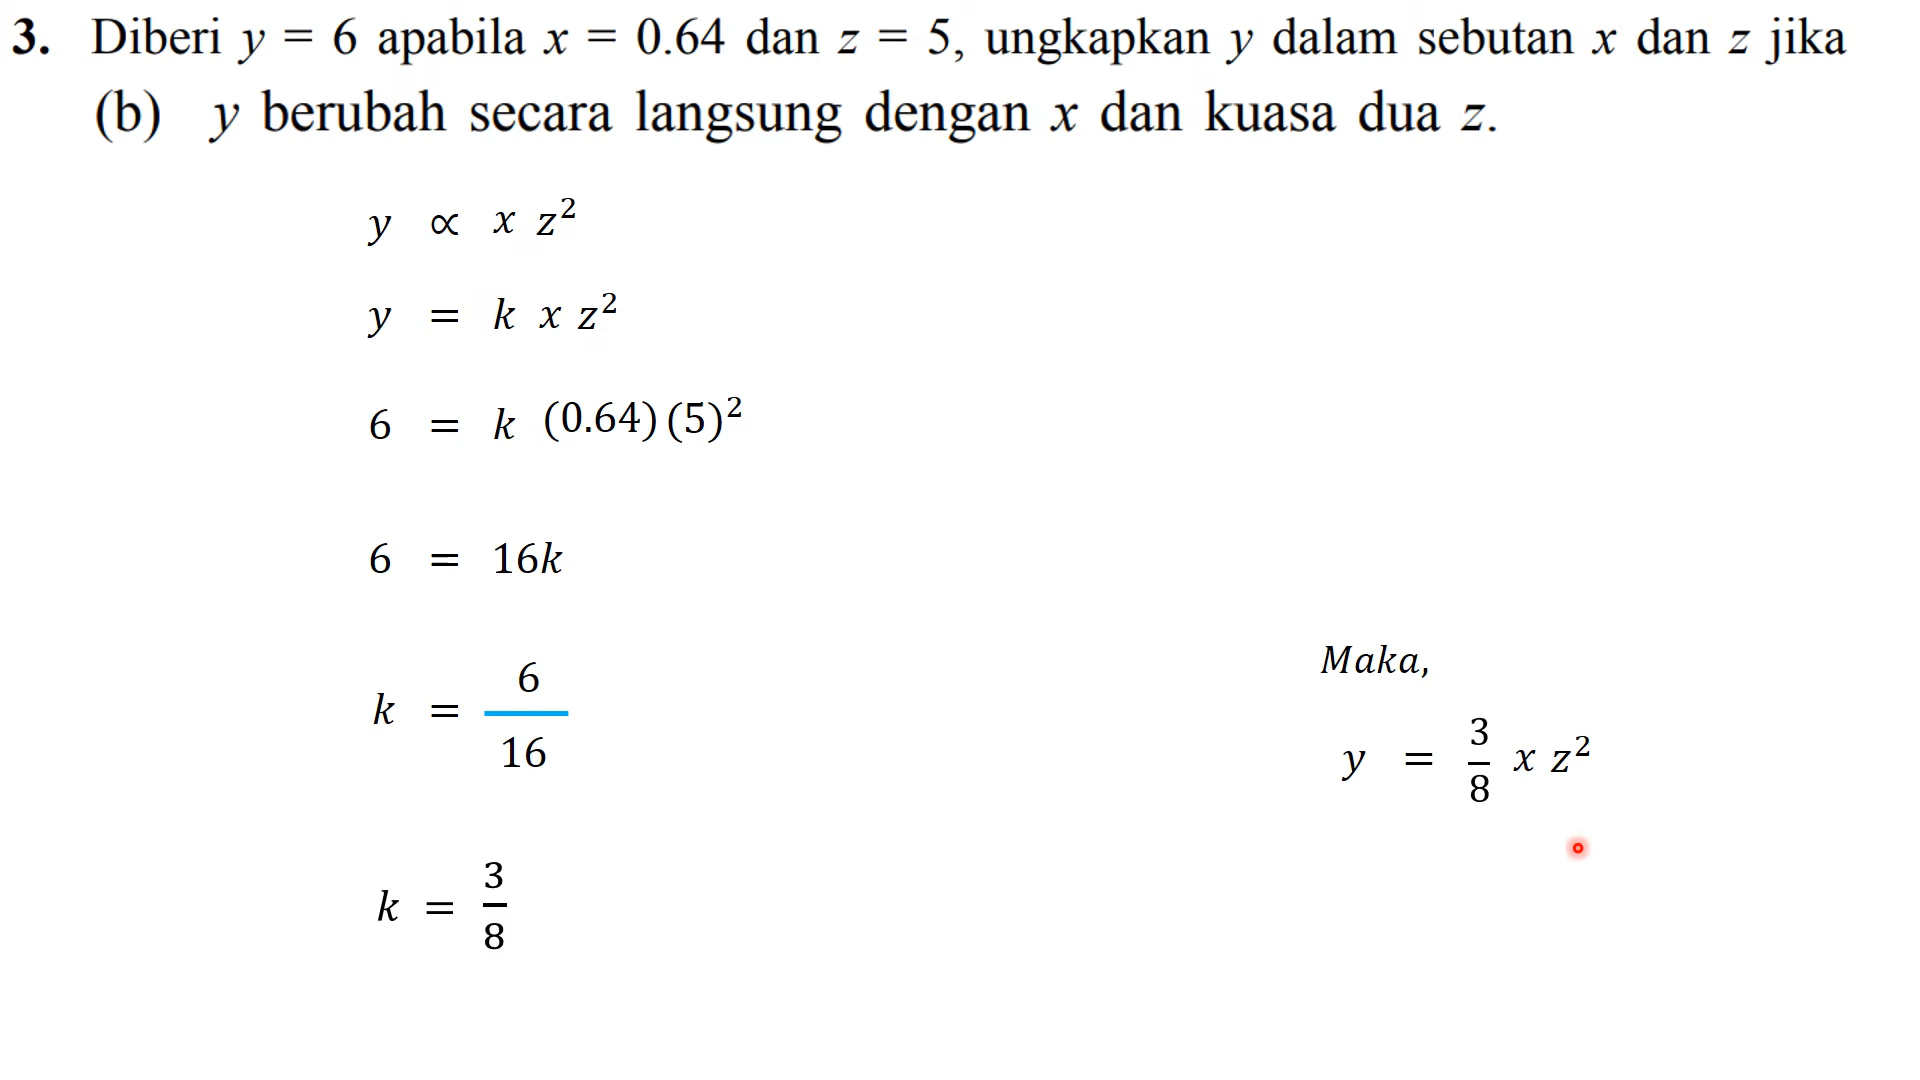 3. Diberi y = 6 apabila x = 0.64 dan z = 5, ungkapkan y dalam sebutan x dan z jika
(b) y berubah secara langsung dengan x dan kuasa dua z.
y ∝ x z²
y = k x z²
6 = k (0.64)(5)²
6 = 16k
k = 6/16
k = 3/8
Maka,
y = 3/8 x z²